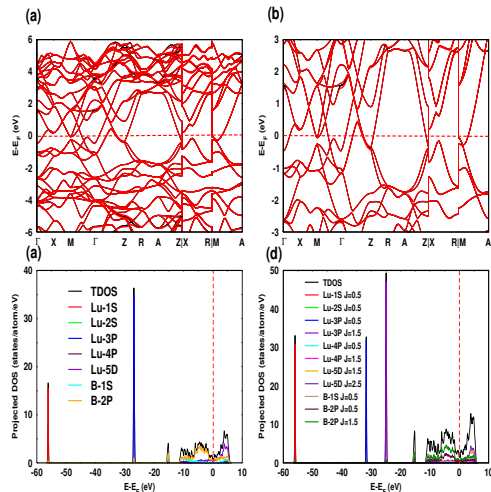 (a)
(b)
6
4
2
0
-2
-4
-6
E-E_F (eV)
Γ X M Γ Z R A Z|X R|M A
3
2
1
0
-1
-2
-3
E-E_F (eV)
Γ X M Γ Z R A Z|X R|M A
(a)
(d)
40
30
20
10
0
Projected DOS (states/atom/eV)
TDOS
Lu-1S
Lu-2S
Lu-3P
Lu-4P
Lu-5D
B-1S
B-2P
-60 -50 -40 -30 -20 -10 0 10
E-E_F (eV)
50
40
30
20
10
0
Projected DOS (states/atom/eV)
TDOS
Lu-1S J=0.5
Lu-2S J=0.5
Lu-3P J=0.5
Lu-3P J=1.5
Lu-4P J=0.5
Lu-4P J=1.5
Lu-5D J=1.5
Lu-5D J=2.5
B-1S J=0.5
B-2P J=0.5
B-2P J=1.5
-60 -50 -40 -30 -20 -10 0 10
E-E_F (eV)